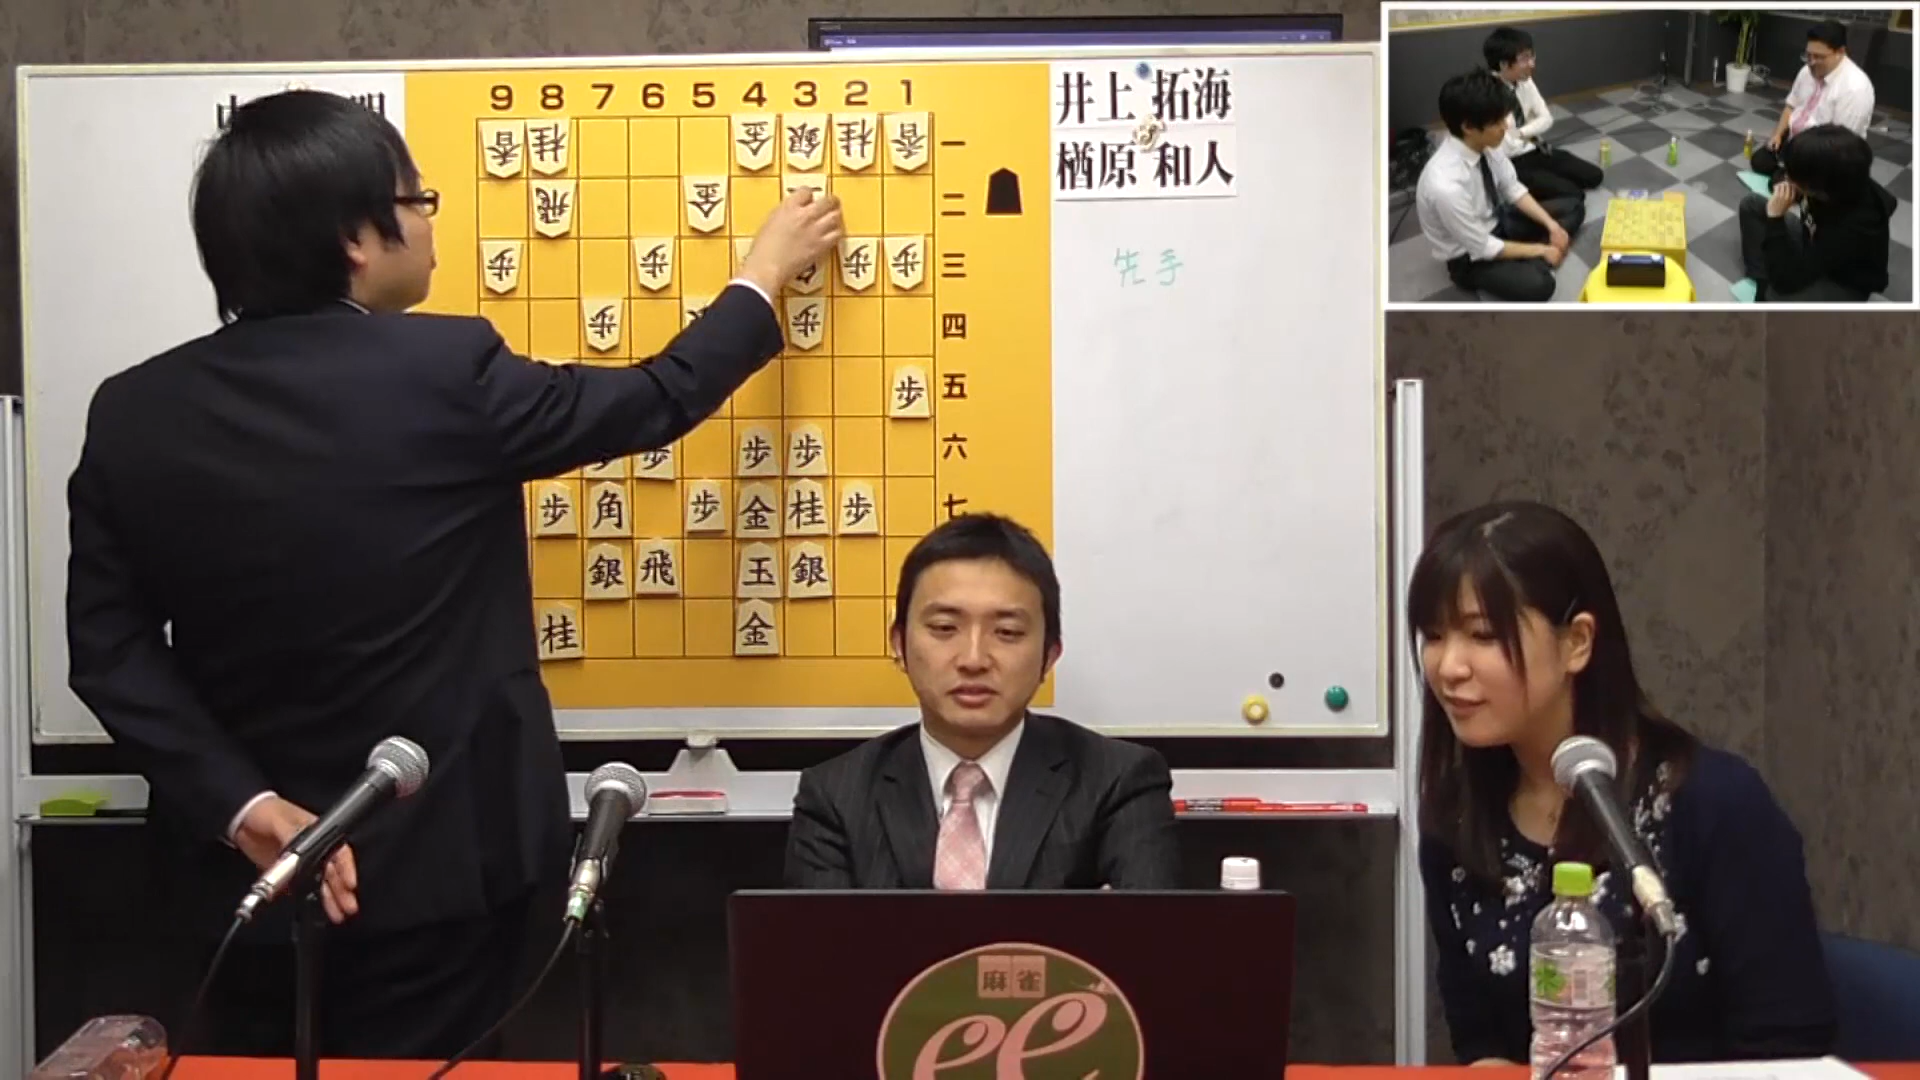 9 8 7 6 5 4 3 2 1
香 桂 金 銀 桂 香 一
飛 金 二
歩 歩 歩 歩 三
歩 歩 四
歩 五
歩 歩 歩 六
歩 角 歩 金 桂 歩 七
銀 飛 玉 銀
桂 金
井上 拓海
楢原 和人
先手
麻雀
ee